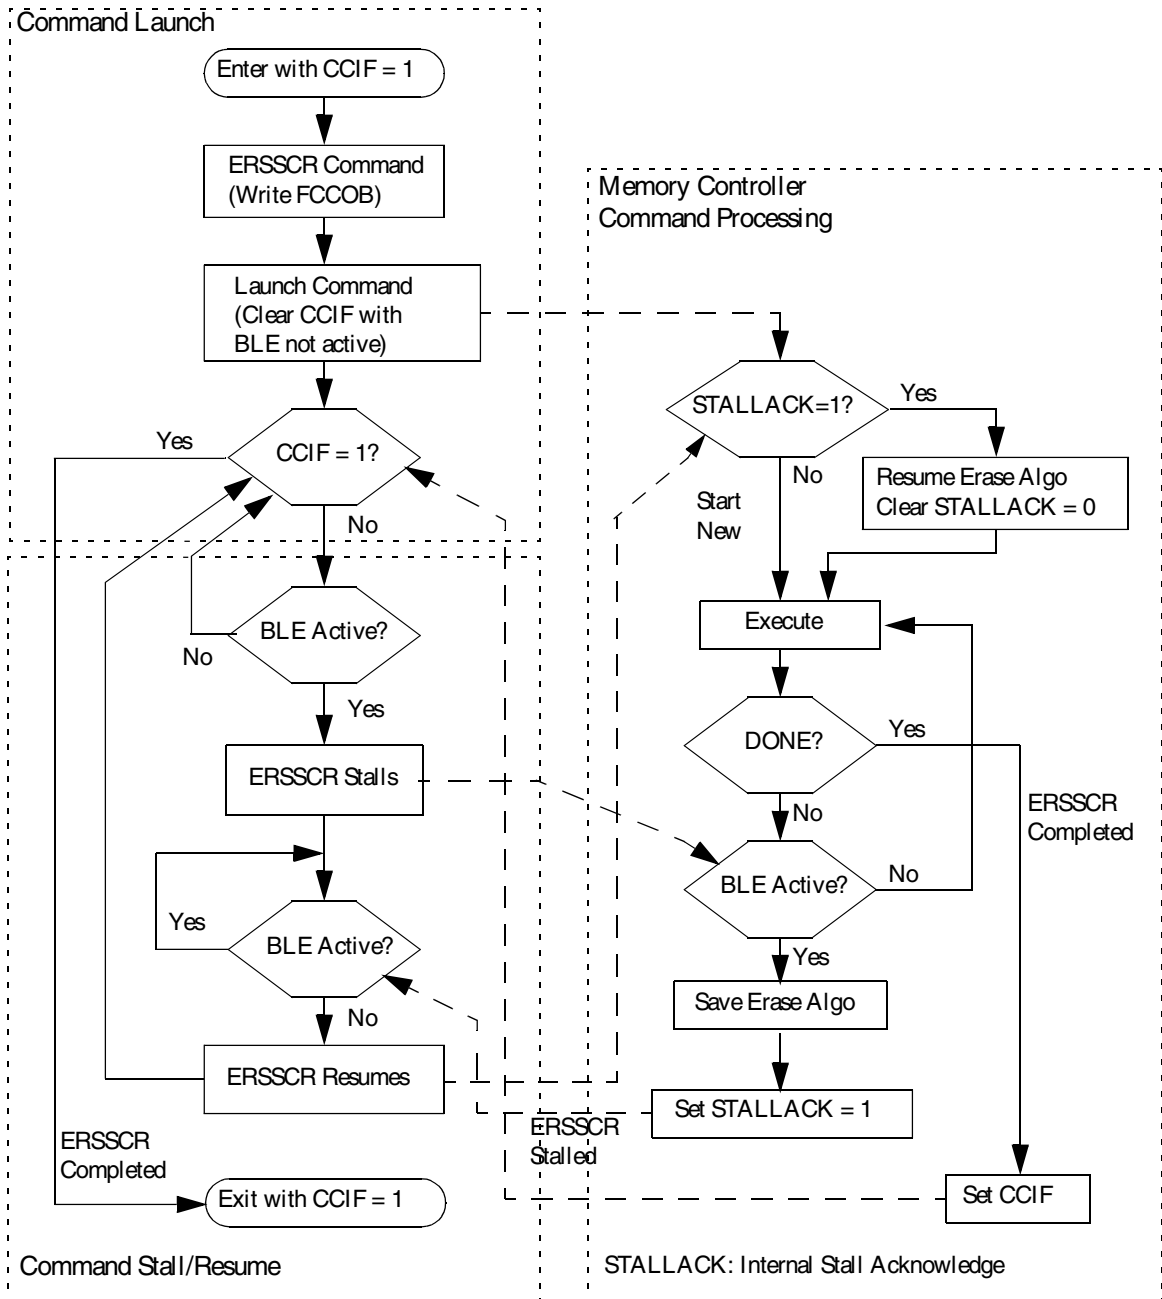 Command Launch
Enter with CCIF = 1
ERSSCR Command
(Write FCCOB)
Launch Command
(Clear CCIF with
BLE not active)
Yes
CCIF = 1?
No
BLE Active?
No
Yes
ERSSCR Stalls
Yes
BLE Active?
No
ERSSCR Resumes
ERSSCR
Completed
Exit with CCIF = 1
Command Stall/Resume
Memory Controller
Command Processing
STALLACK=1?
Yes
No
Start
New
Resume Erase Algo
Clear STALLACK = 0
Execute
DONE?
Yes
No
ERSSCR
Completed
BLE Active?
No
Yes
Save Erase Algo
Set STALLACK = 1
ERSSCR
Stalled
Set CCIF
STALLACK: Internal Stall Acknowledge